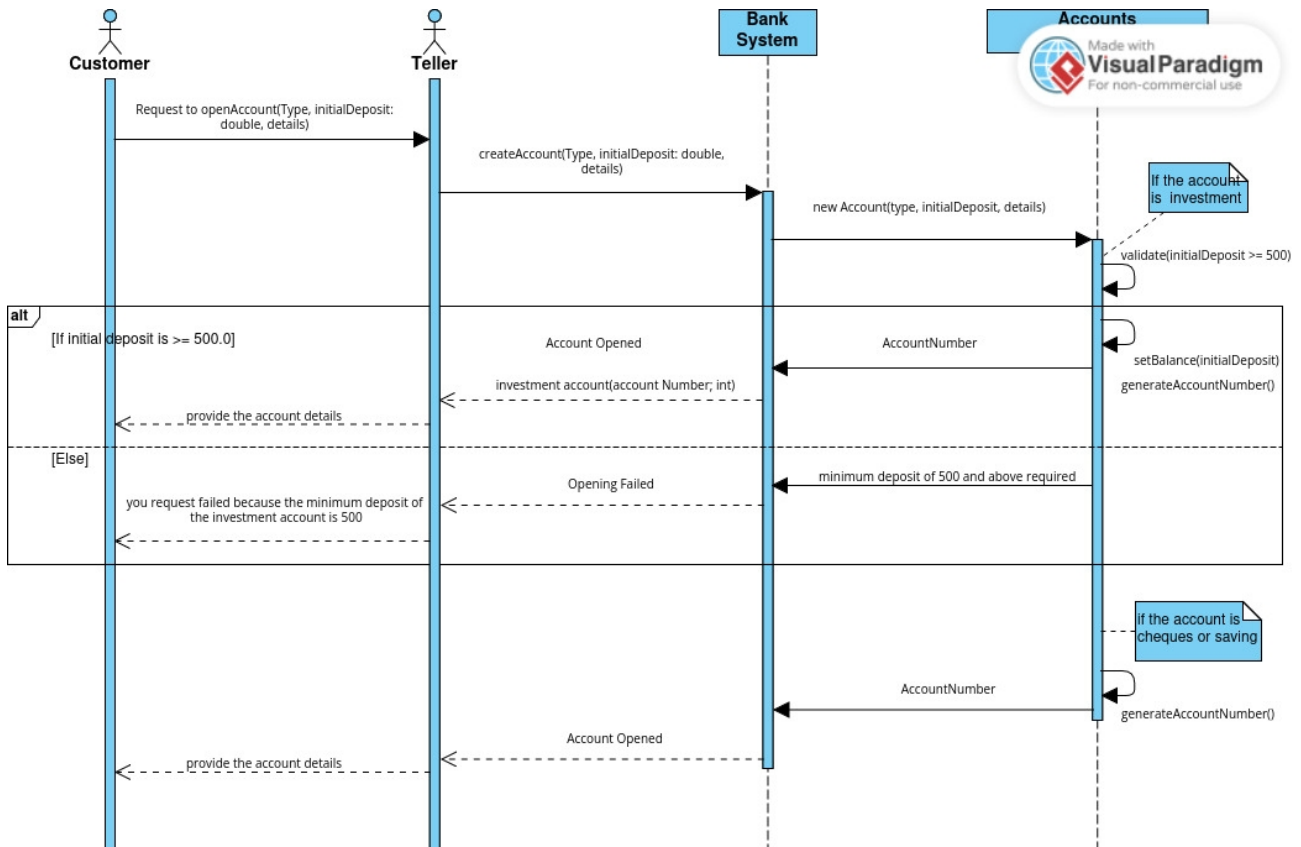 Customer
Teller
Bank
System
Accounts
Made with
VisualParadigm
For non-commercial use
Request to openAccount(Type, initialDeposit:
double, details)
createAccount(Type, initialDeposit: double,
details)
If the account
is investment
new Account(type, initialDeposit, details)
validate(initialDeposit >= 500)
alt
[If initial deposit is >= 500.0]
Account Opened
AccountNumber
setBalance(initialDeposit)
investment account(account Number; int)
generateAccountNumber()
provide the account details
[Else]
minimum deposit of 500 and above required
Opening Failed
you request failed because the minimum deposit of
the investment account is 500
if the account is
cheques or saving
AccountNumber
generateAccountNumber()
Account Opened
provide the account details